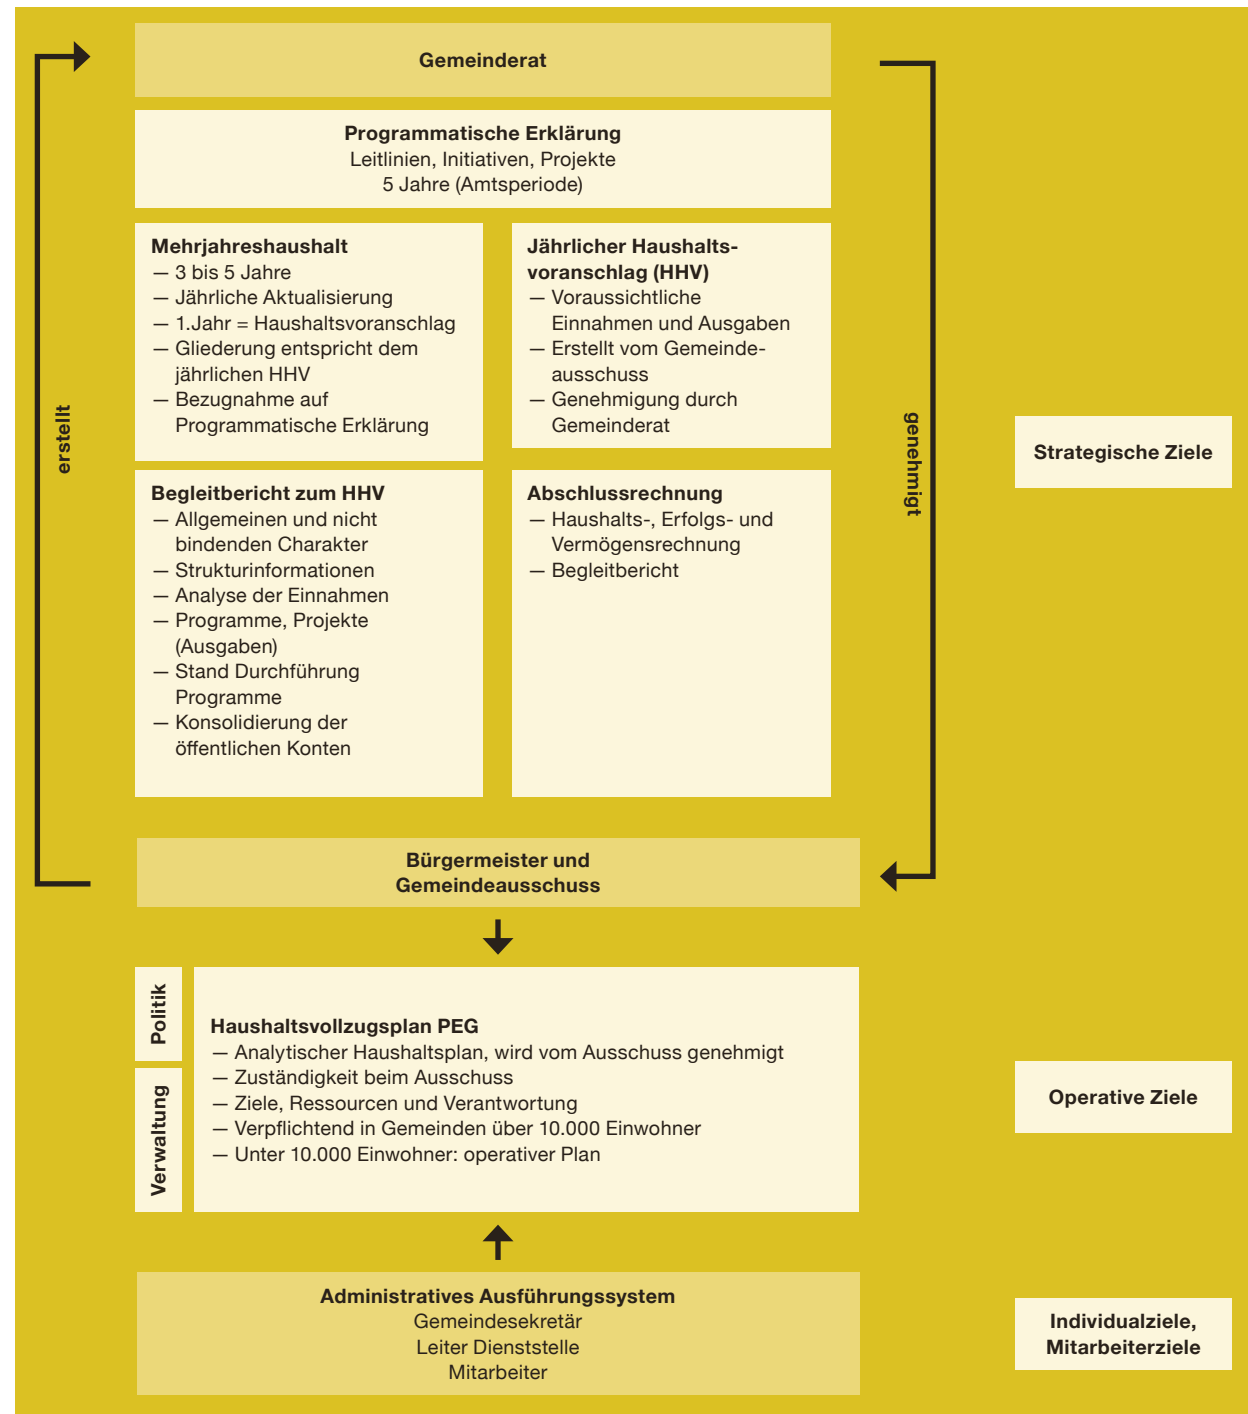 Gemeinderat
Programmatische Erklärung
Leitlinien, Initiativen, Projekte
5 Jahre (Amtsperiode)
Mehrjahreshaushalt
— 3 bis 5 Jahre
— Jährliche Aktualisierung
— 1.Jahr = Haushaltsvoranschlag
— Gliederung entspricht dem
jährlichen HHV
— Bezugnahme auf
Programmatische Erklärung
Jährlicher Haushalts-
voranschlag (HHV)
— Voraussichtliche
Einnahmen und Ausgaben
— Erstellt vom Gemeinde-
ausschuss
— Genehmigung durch
Gemeinderat
erstellt
genehmigt
Strategische Ziele
Begleitbericht zum HHV
— Allgemeinen und nicht
bindenden Charakter
— Strukturinformationen
— Analyse der Einnahmen
— Programme, Projekte
(Ausgaben)
— Stand Durchführung
Programme
— Konsolidierung der
öffentlichen Konten
Abschlussrechnung
— Haushalts-, Erfolgs- und
Vermögensrechnung
— Begleitbericht
Bürgermeister und
Gemeindeausschuss
Politik
Verwaltung
Haushaltsvollzugsplan PEG
— Analytischer Haushaltsplan, wird vom Ausschuss genehmigt
— Zuständigkeit beim Ausschuss
— Ziele, Ressourcen und Verantwortung
— Verpflichtend in Gemeinden über 10.000 Einwohner
— Unter 10.000 Einwohner: operativer Plan
Operative Ziele
Administratives Ausführungssystem
Gemeindesekretär
Leiter Dienststelle
Mitarbeiter
Individualziele,
Mitarbeiterziele